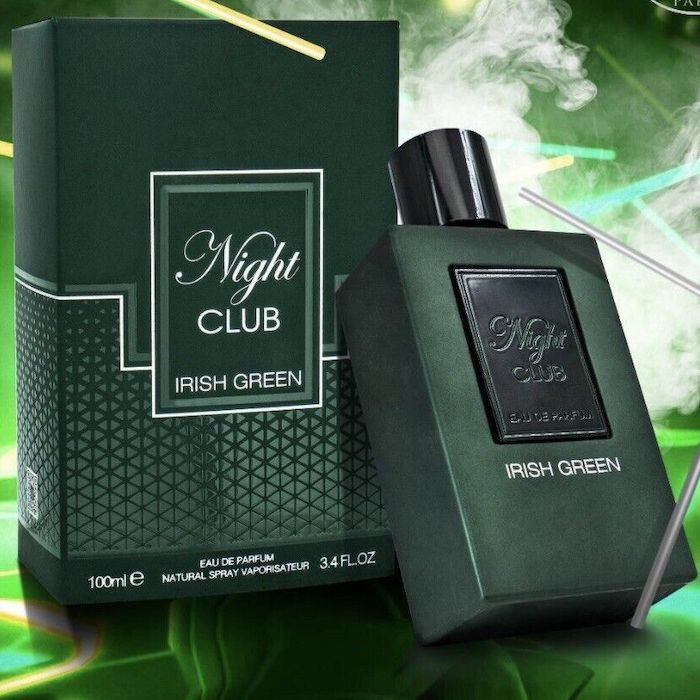 Night
CLUB
IRISH GREEN
EAU DE PARFUM
100ml e NATURAL SPRAY VAPORISATEUR 3.4 FL.OZ
Night
CLUB
EAU DE PARFUM
IRISH GREEN